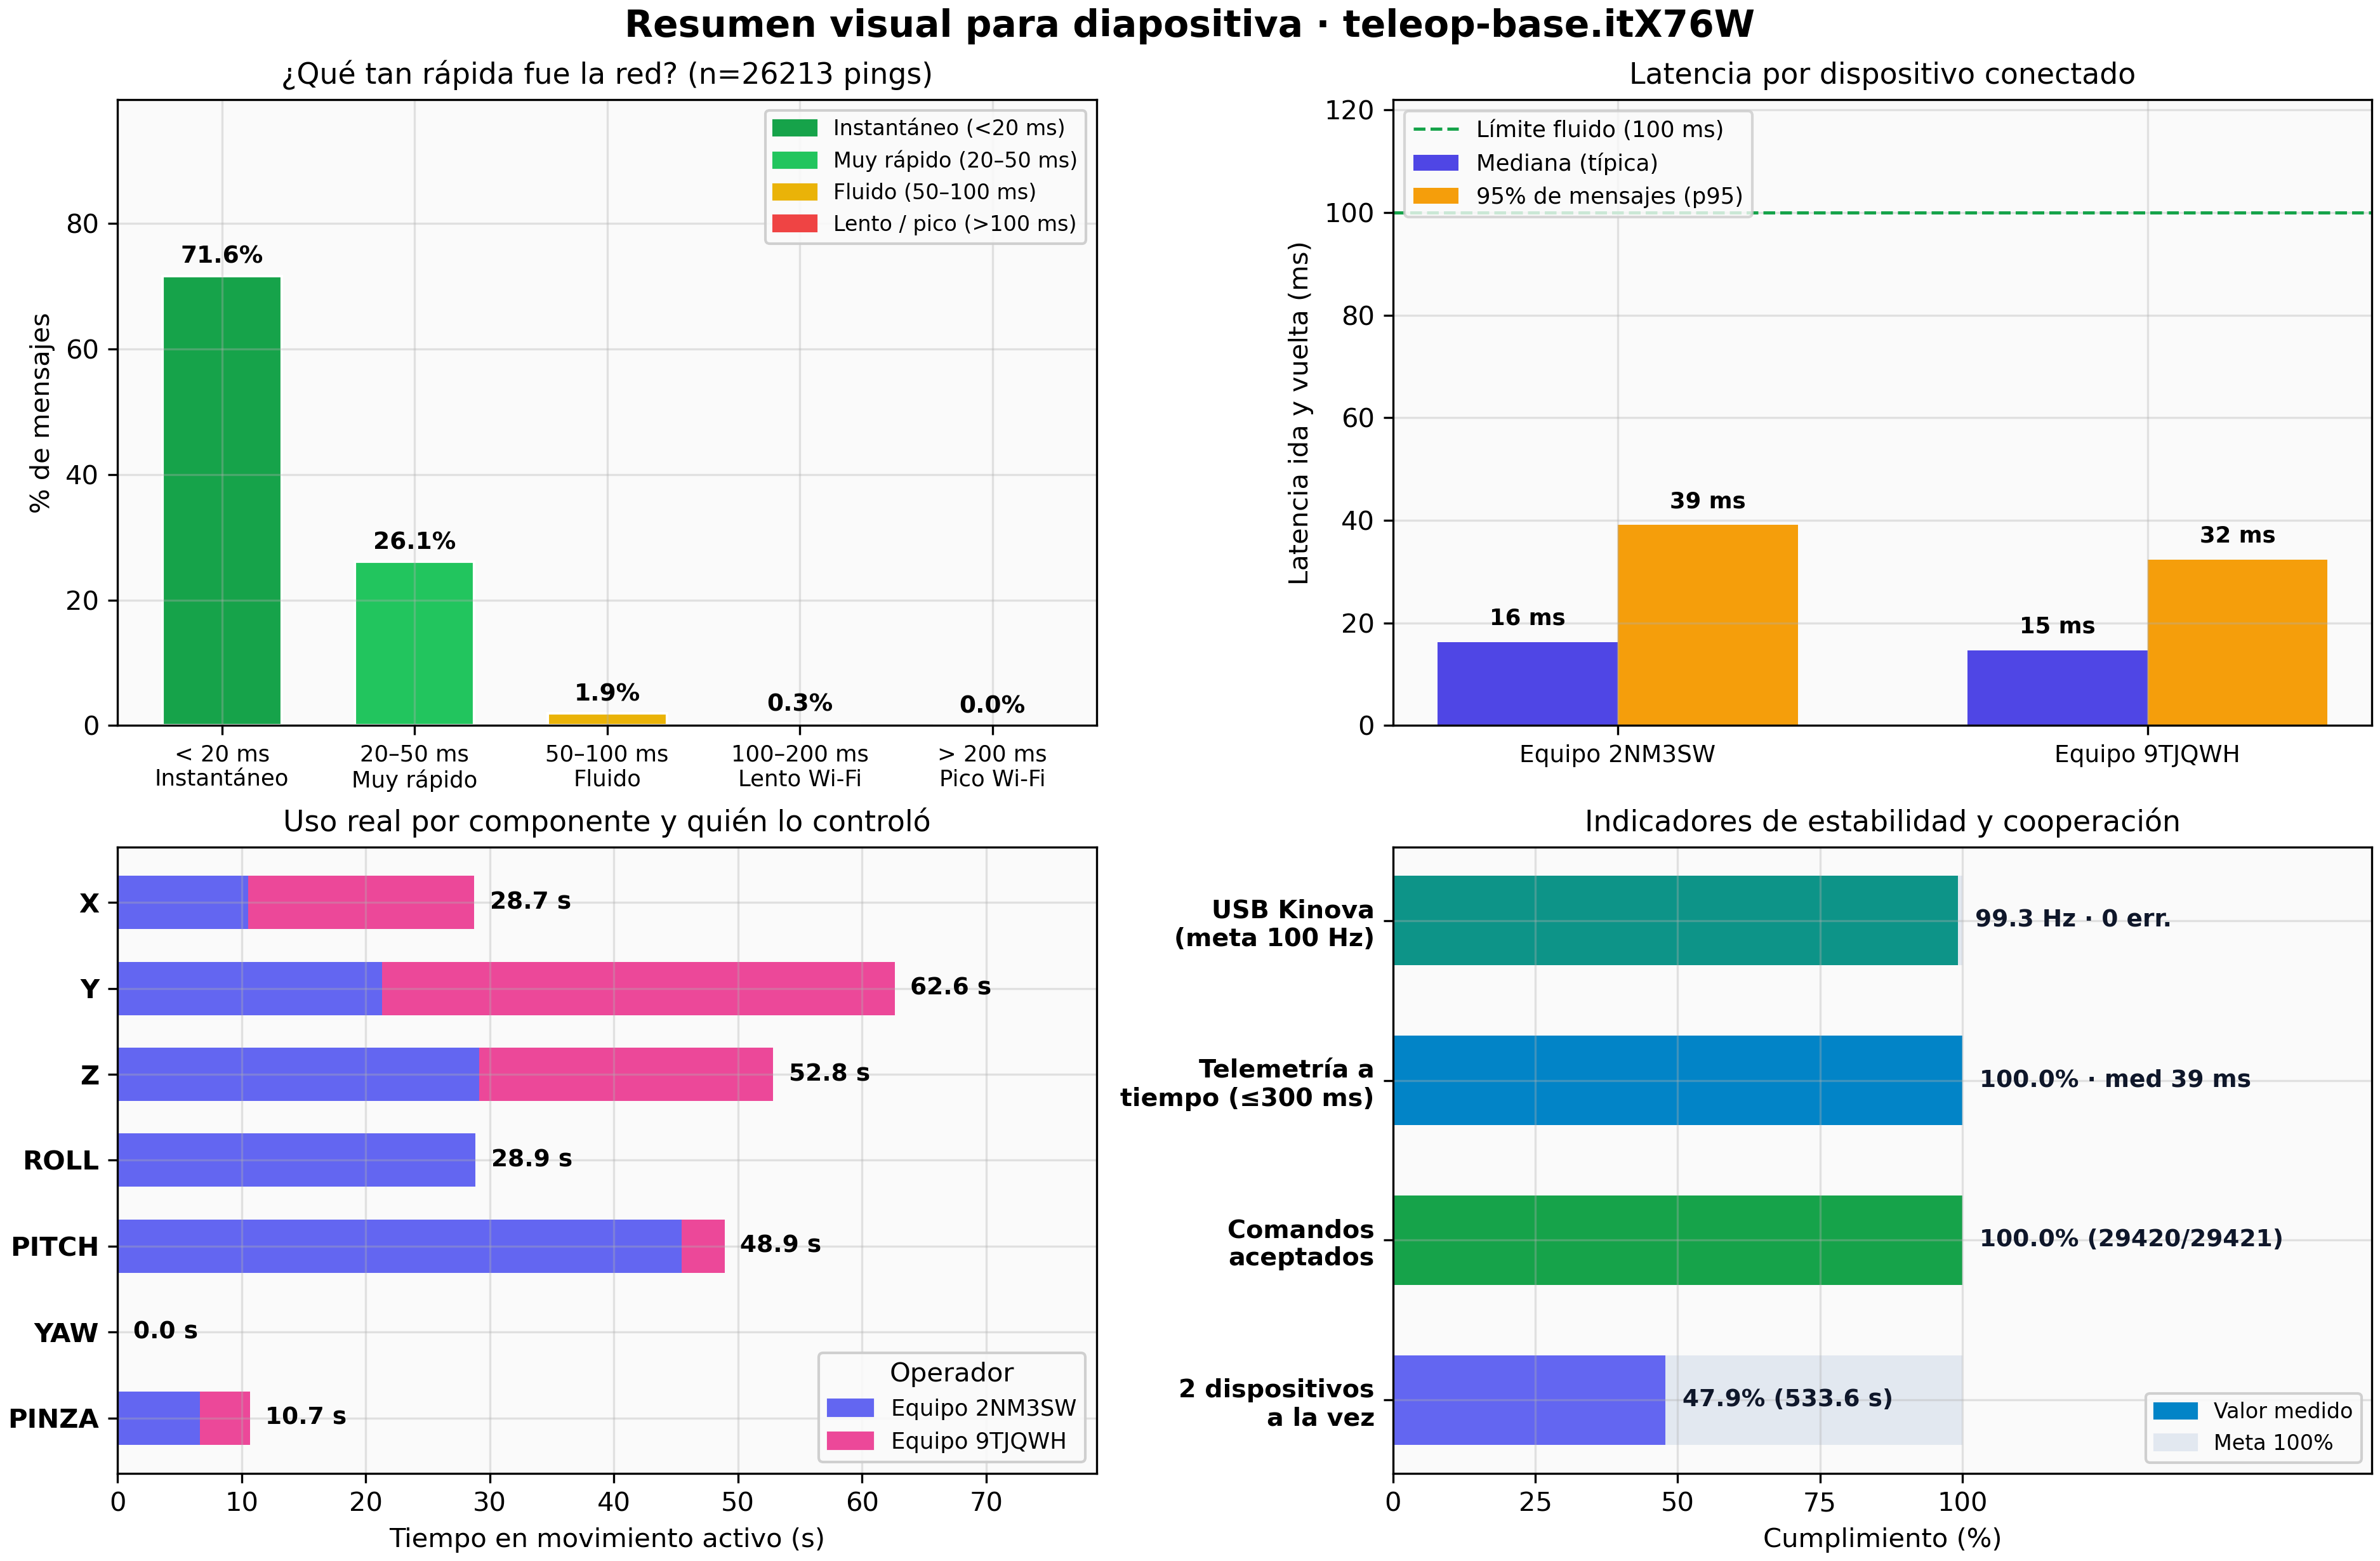 Resumen visual para diapositiva · teleop-base.itX76W
¿Qué tan rápida fue la red? (n=26213 pings)
% de mensajes
80
60
40
20
0
Instantáneo (<20 ms)
Muy rápido (20–50 ms)
Fluido (50–100 ms)
Lento / pico (>100 ms)
71.6%
26.1%
1.9%
0.3%
0.0%
< 20 ms
Instantáneo
20–50 ms
Muy rápido
50–100 ms
Fluido
100–200 ms
Lento Wi-Fi
> 200 ms
Pico Wi-Fi
Latencia por dispositivo conectado
Latencia ida y vuelta (ms)
120
100
80
60
40
20
0
Límite fluido (100 ms)
Mediana (típica)
95% de mensajes (p95)
16 ms
39 ms
15 ms
32 ms
Equipo 2NM3SW
Equipo 9TJQWH
Uso real por componente y quién lo controló
X
28.7 s
Y
62.6 s
Z
52.8 s
ROLL
28.9 s
PITCH
48.9 s
YAW
0.0 s
PINZA
10.7 s
Operador
Equipo 2NM3SW
Equipo 9TJQWH
0 10 20 30 40 50 60 70
Tiempo en movimiento activo (s)
Indicadores de estabilidad y cooperación
USB Kinova
(meta 100 Hz)
99.3 Hz · 0 err.
Telemetría a
tiempo (≤300 ms)
100.0% · med 39 ms
Comandos
aceptados
100.0% (29420/29421)
2 dispositivos
a la vez
47.9% (533.6 s)
Valor medido
Meta 100%
0 25 50 75 100
Cumplimiento (%)